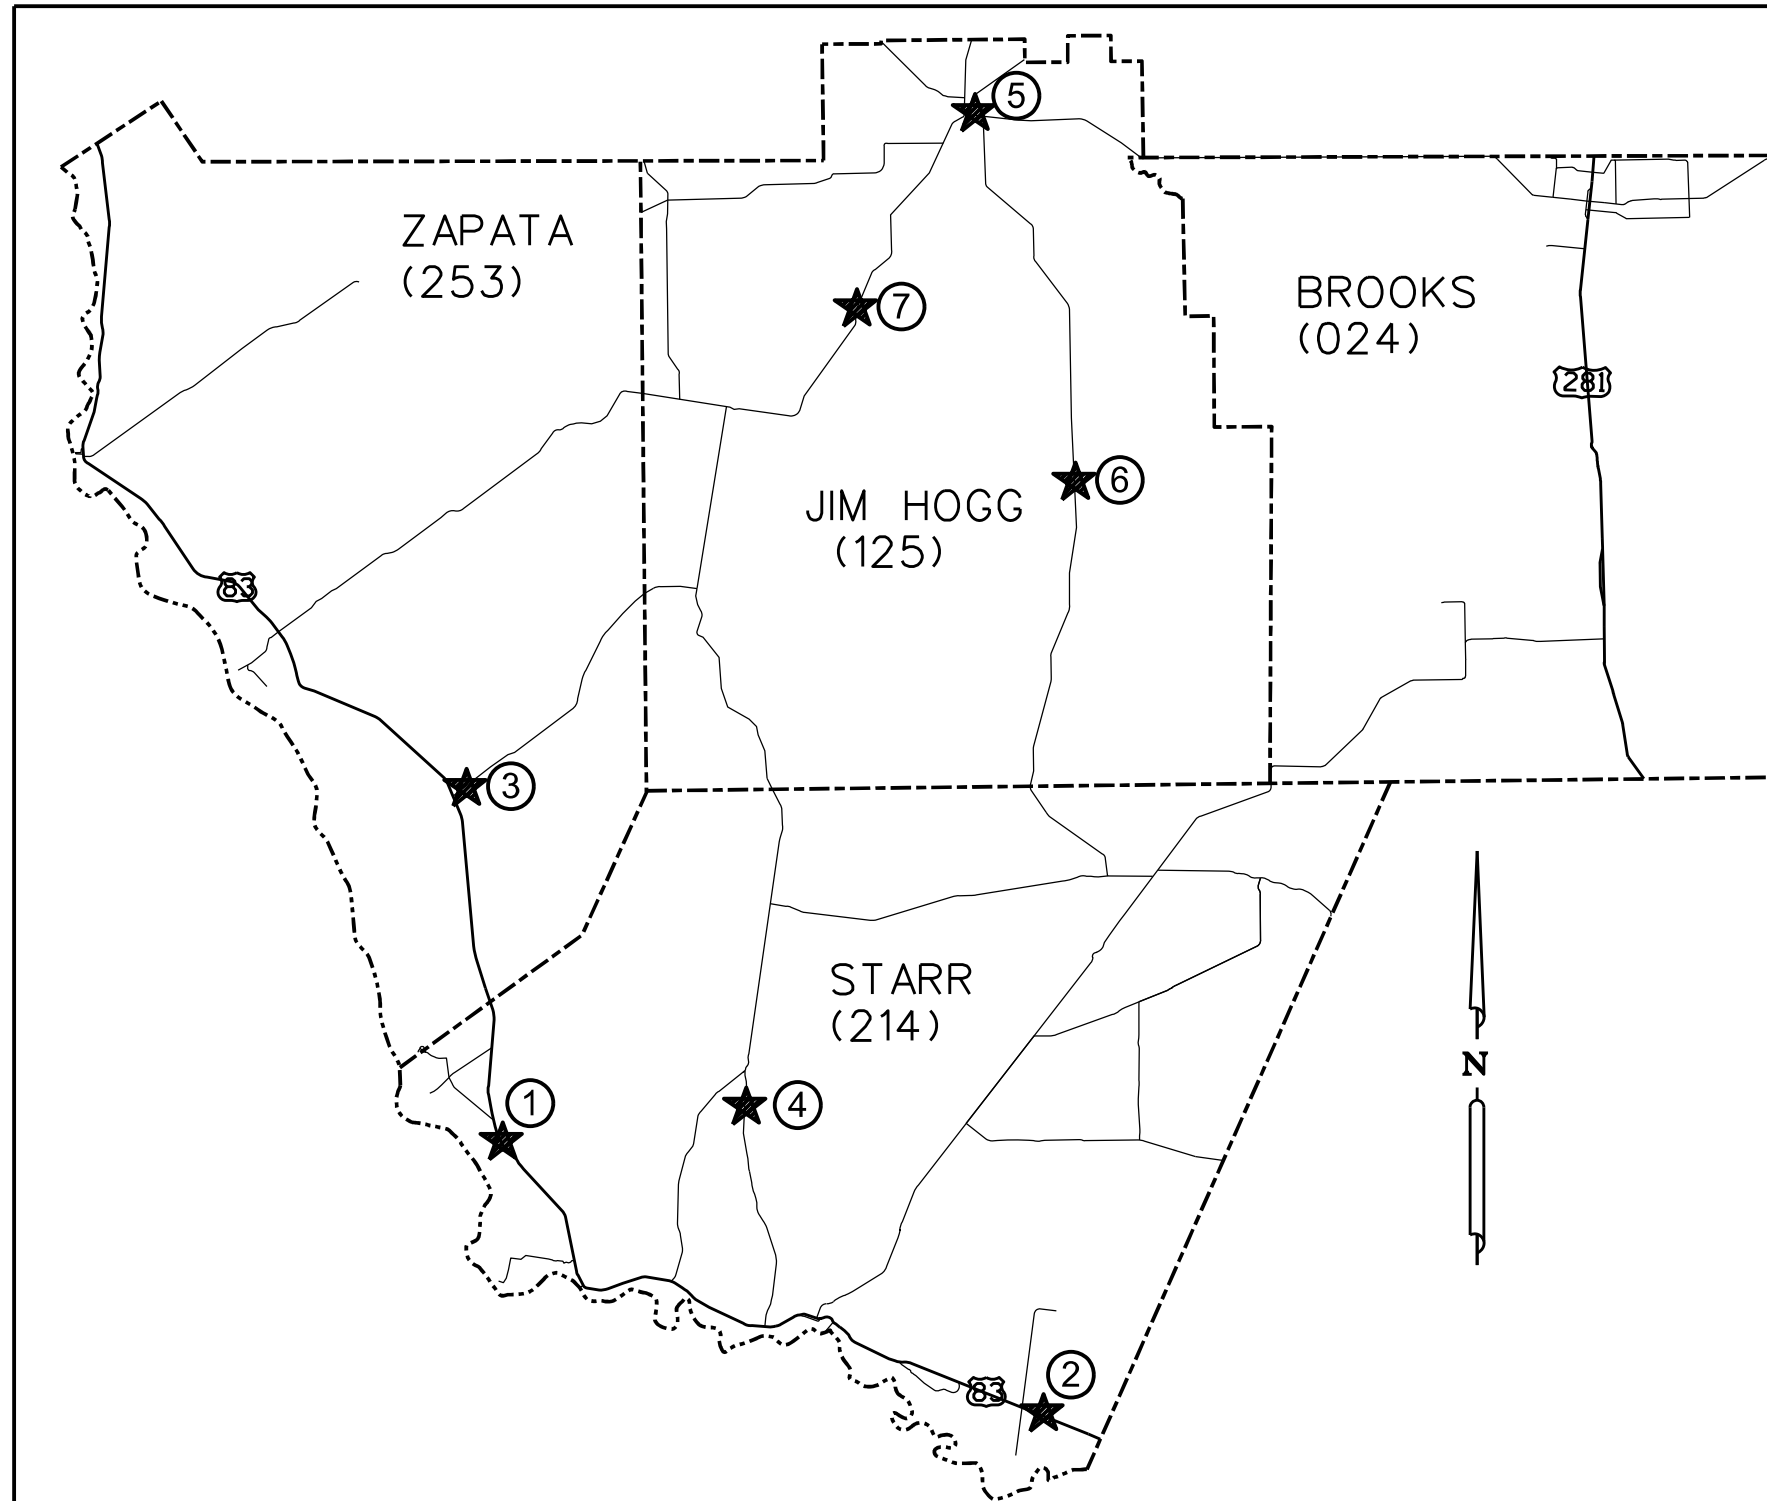 5
ZAPATA
(253)
7
BROOKS
(024)
281
6
JIM HOGG
(125)
83
3
STARR
(214)
N
1
4
2
83